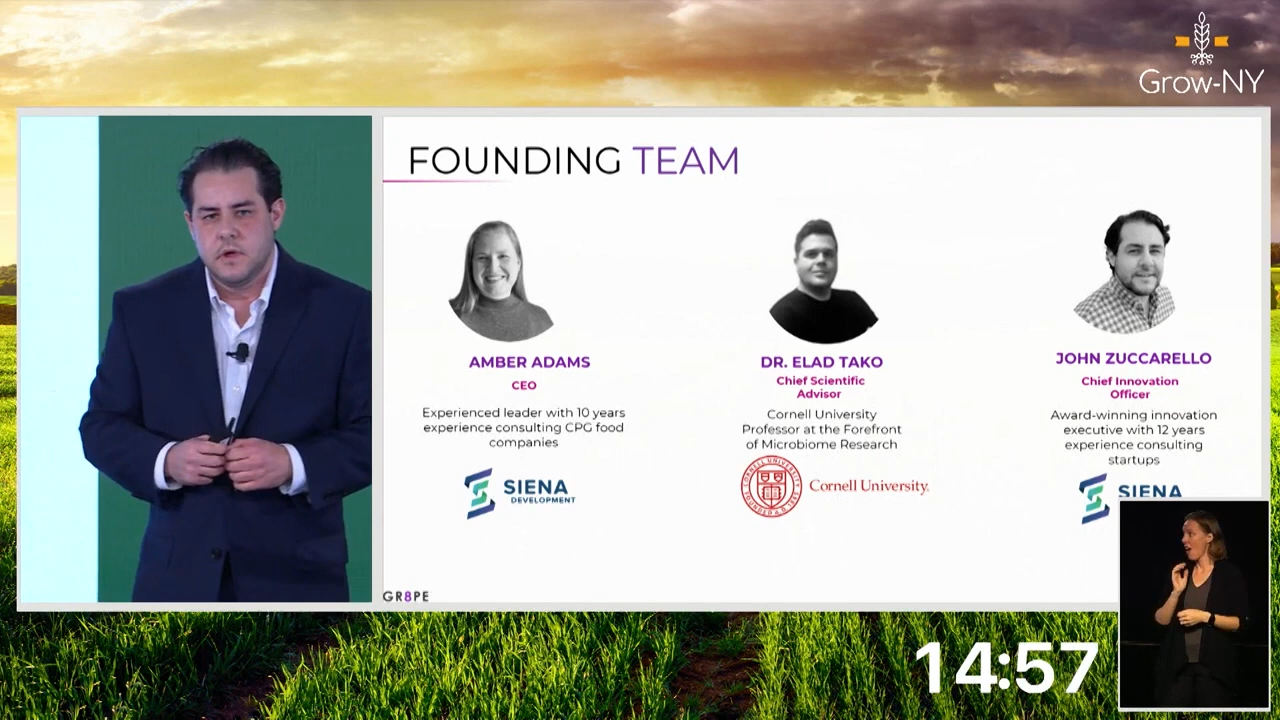 Grow-NY
FOUNDING TEAM
AMBER ADAMS
CEO
Experienced leader with 10 years
experience consulting CPG food
companies
SIENA
DEVELOPMENT
DR. ELAD TAKO
Chief Scientific
Advisor
Cornell University
Professor at the Forefront
of Microbiome Research
Cornell University.
JOHN ZUCCARELLO
Chief Innovation
Officer
Award-winning innovation
executive with 12 years
experience consulting
startups
SIENA
GR8PE
14:57